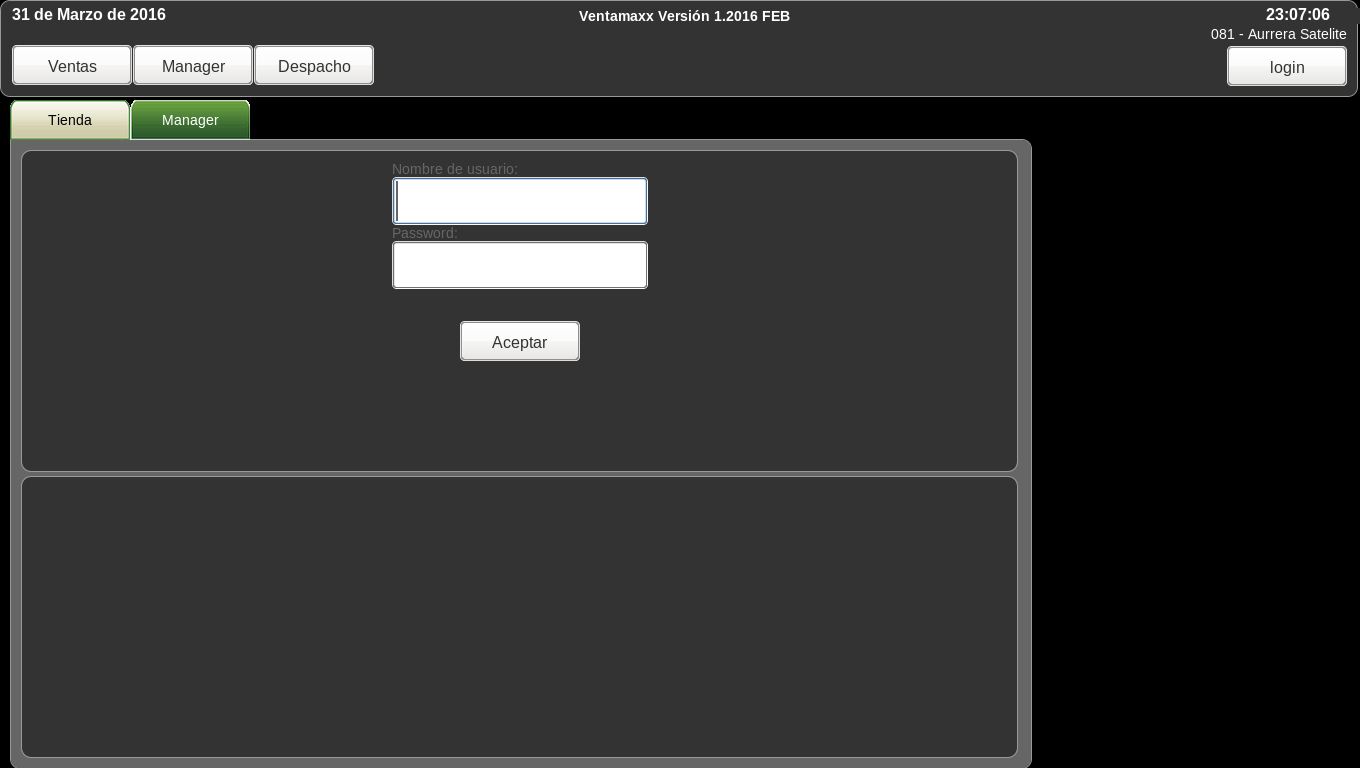 31 de Marzo de 2016
Ventamaxx Versión 1.2016 FEB
23:07:06
081 - Aurrera Satelite
Ventas
Manager
Despacho
login
Tienda
Manager
Nombre de usuario:
Password:
Aceptar